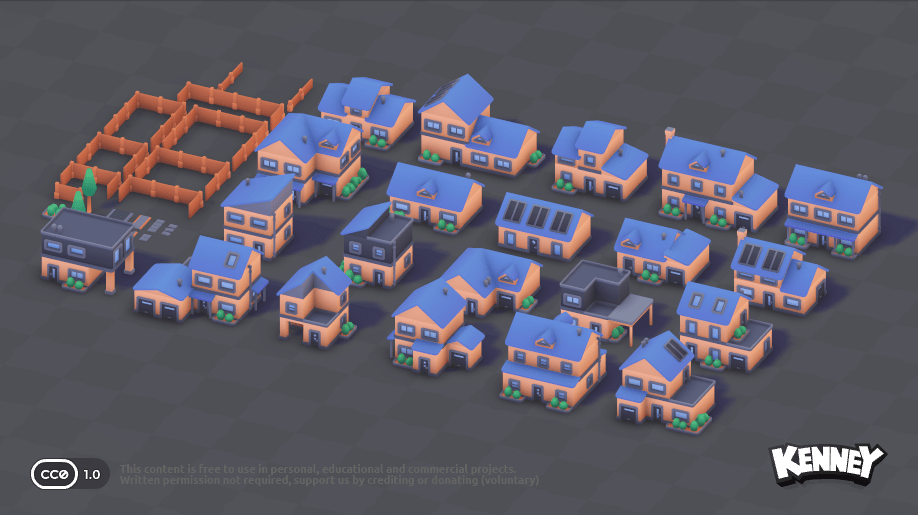 CC0 1.0
This content is free to use in personal, educational and commercial projects.
Written permission not required, support us by crediting or donating (voluntary)
KENNEY